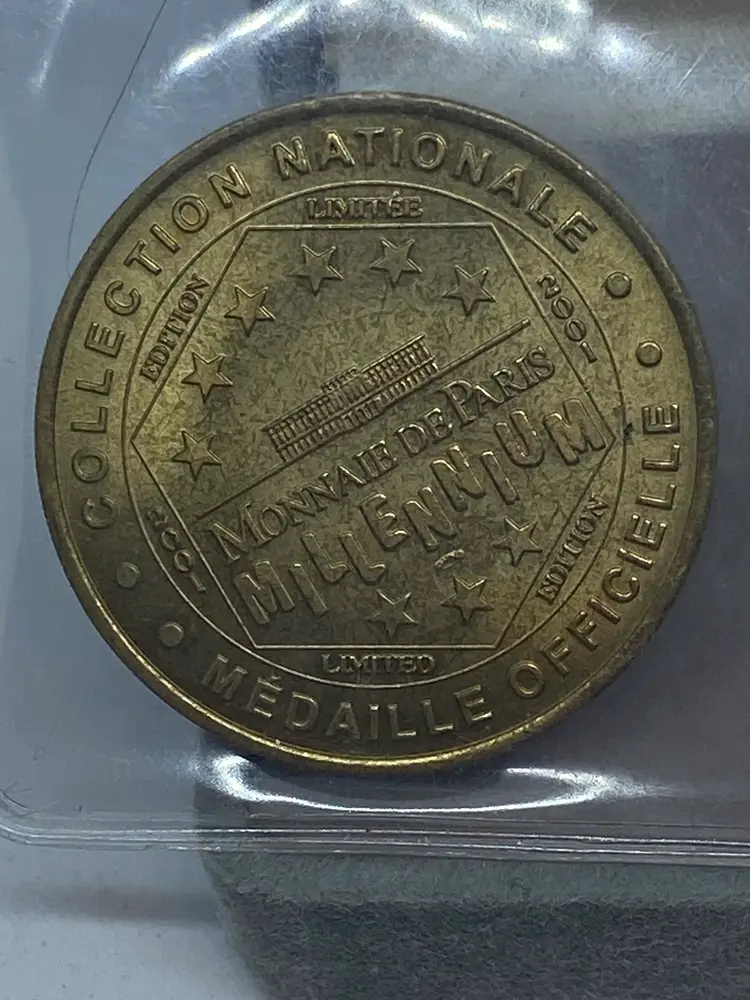 COLLECTION NATIONALE
MÉDAILLE OFFICIELLE
EDITION
LIMITÉE
2001
MONNAIE DE PARIS
MILLENNIUM
2001
LIMITED
EDITION